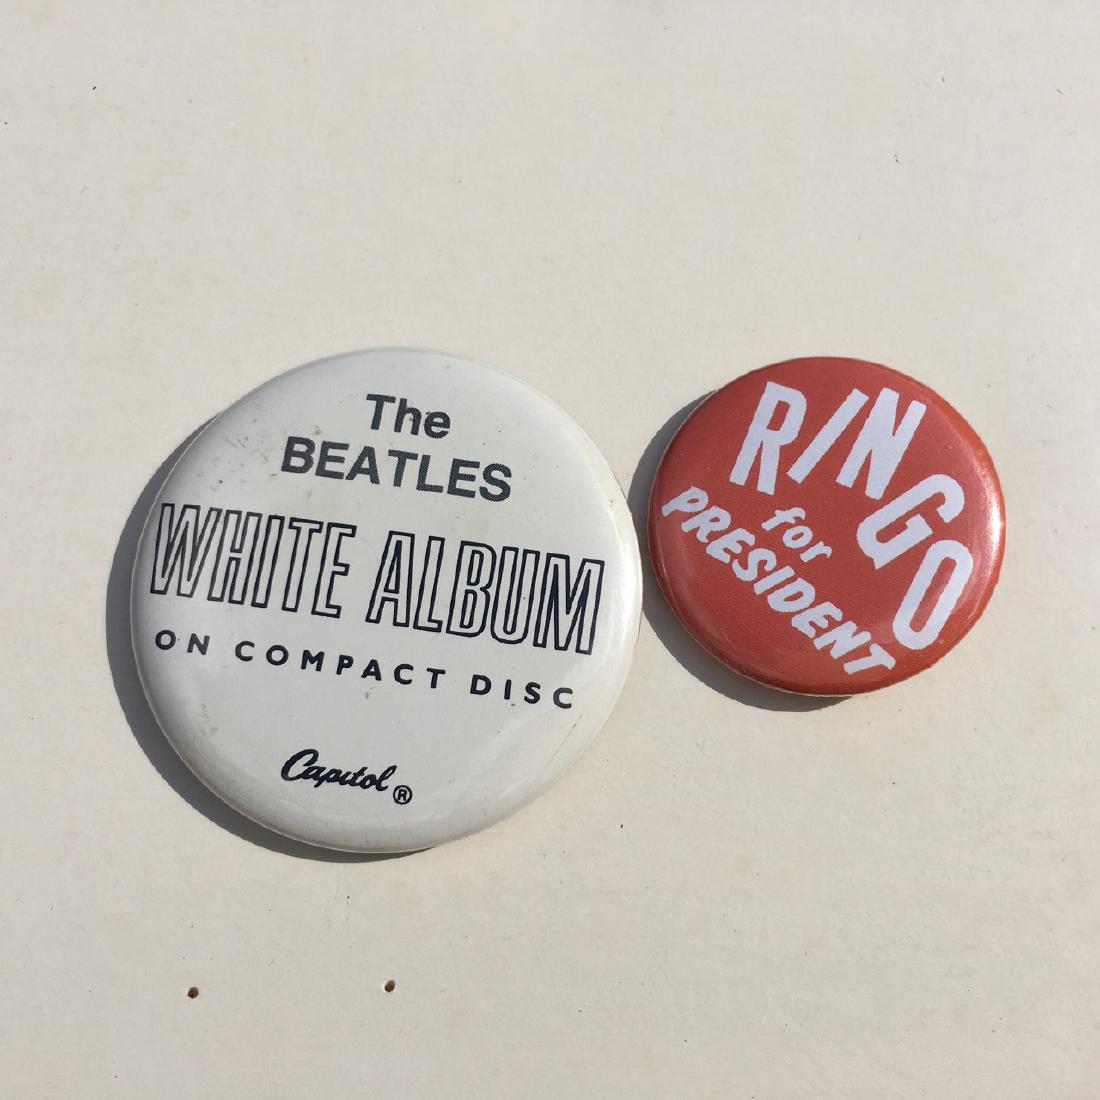 The
BEATLES
WHITE ALBUM
ON COMPACT DISC
Capitol ®
RINGO
for
PRESIDENT